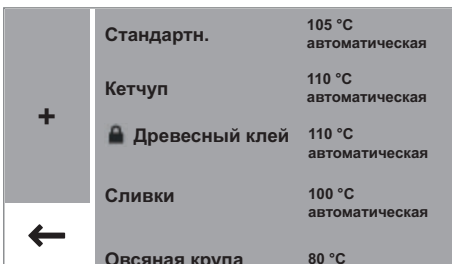 +
Стандартн. 105 °C
автоматическая
Кетчуп 110 °C
автоматическая
Древесный клей 110 °C
автоматическая
Сливки 100 °C
автоматическая
Овсяная крупа 80 °C